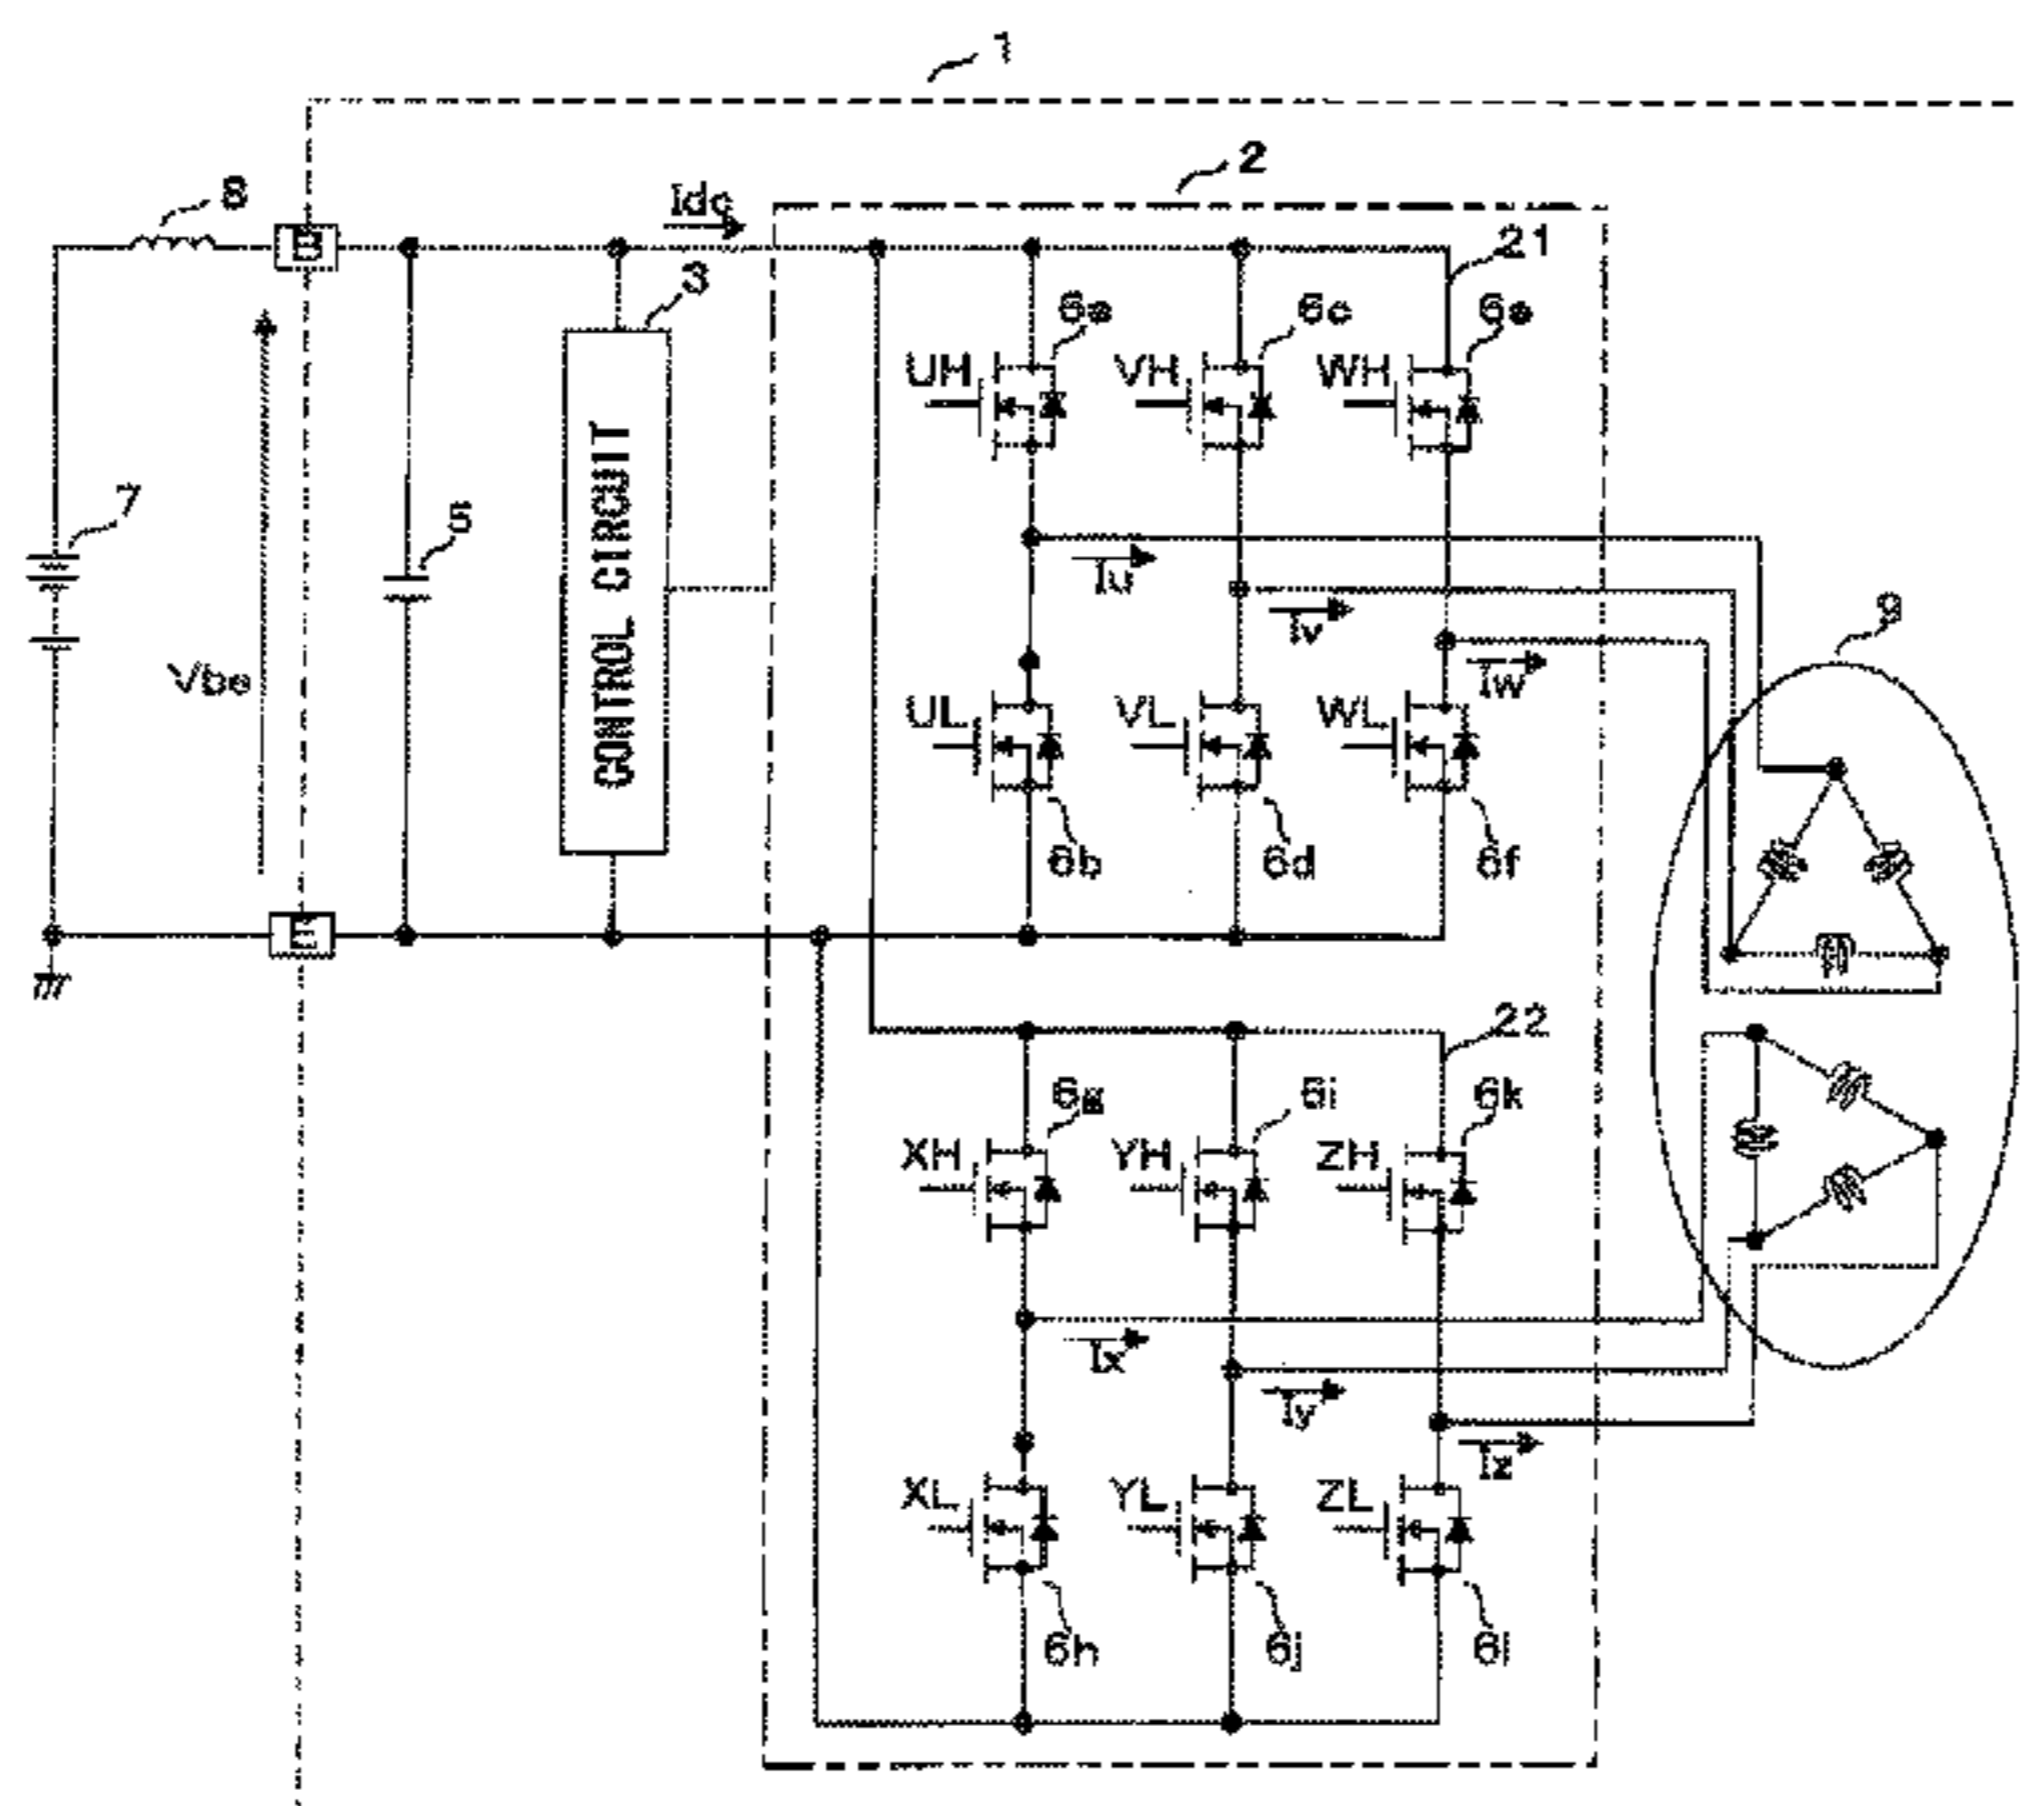 1
2
8
B
Idc
3
21
6c
6e
UH
VH
WH
7
5
CONTROL CIRCUIT
Iu
Iv
Iw
9
Vbe
UL
VL
WL
6b
6d
6f
E
22
6g
6i
6k
XH
YH
ZH
Ix
Iy
Iz
XL
YL
ZL
6h
6j
6l